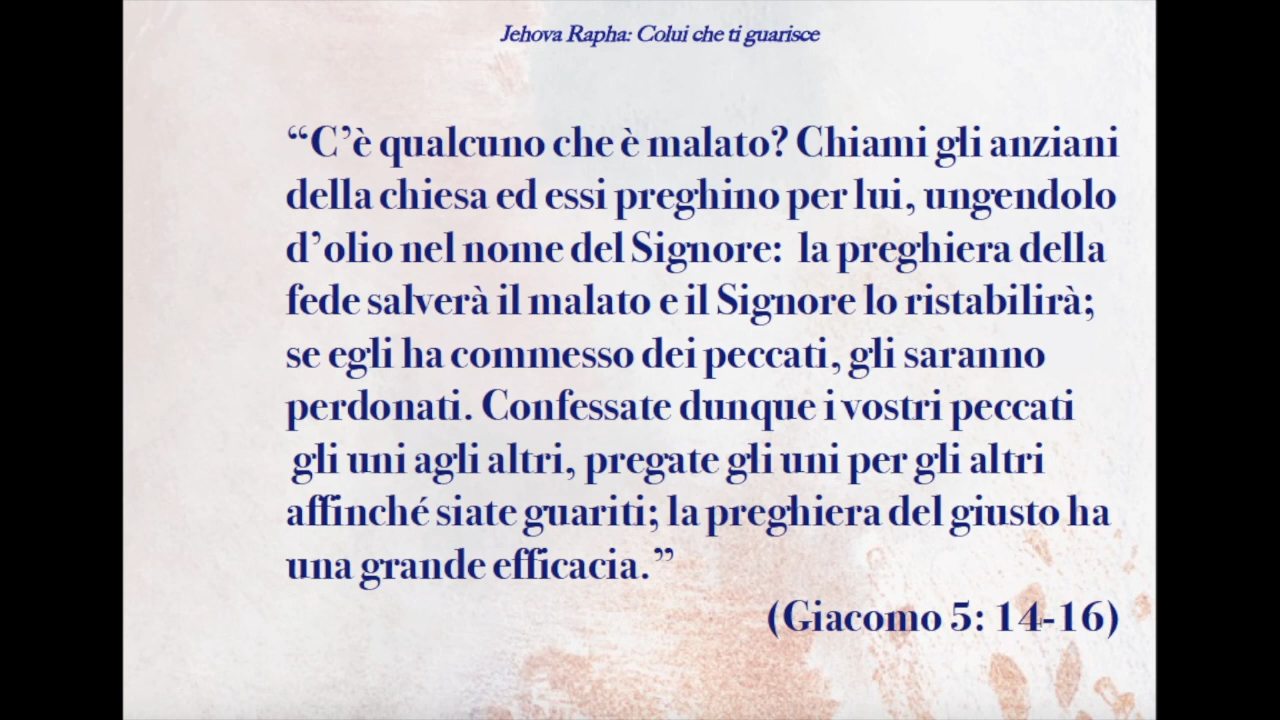 Jehova Rapha: Colui che ti guarisce
“C’è qualcuno che è malato? Chiami gli anziani
della chiesa ed essi preghino per lui, ungendolo
d’olio nel nome del Signore: la preghiera della
fede salverà il malato e il Signore lo ristabilirà;
se egli ha commesso dei peccati, gli saranno
perdonati. Confessate dunque i vostri peccati
gli uni agli altri, pregate gli uni per gli altri
affinché siate guariti; la preghiera del giusto ha
una grande efficacia.”
(Giacomo 5: 14-16)